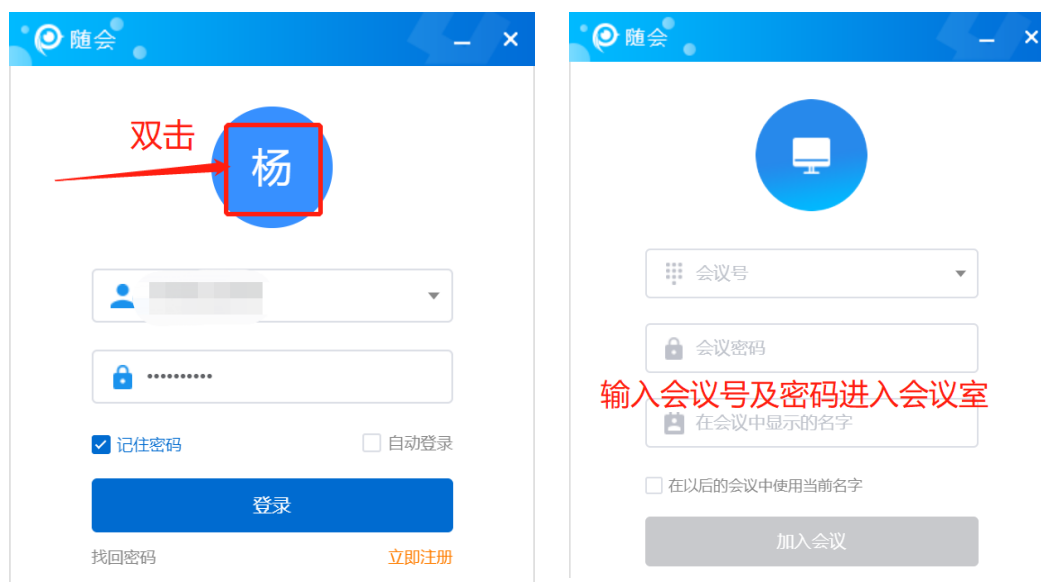 随会
双击
杨
••••••••••
记住密码
自动登录
登录
找回密码
立即注册
随会
会议号
会议密码
输入会议号及密码进入会议室
在会议中显示的名字
在以后的会议中使用当前名字
加入会议